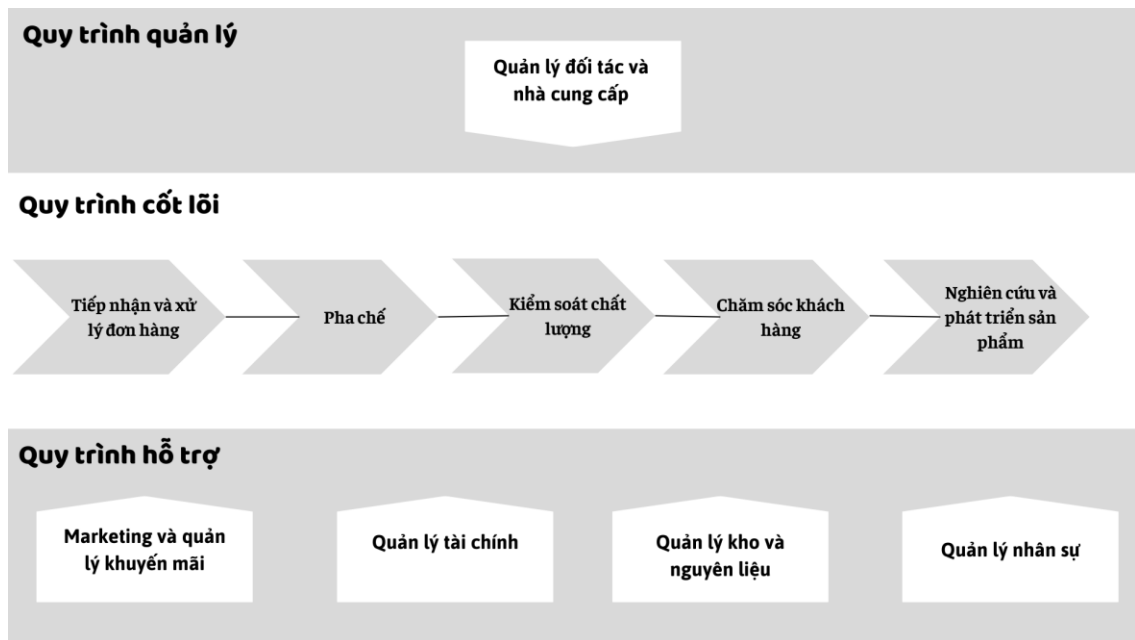 Quy trình quản lý
Quản lý đối tác và
nhà cung cấp
Quy trình cốt lõi
Tiếp nhận và xử
lý đơn hàng
Pha chế
Kiểm soát chất
lượng
Chăm sóc khách
hàng
Nghiên cứu và
phát triển sản
phẩm
Quy trình hỗ trợ
Marketing và quản
lý khuyến mãi
Quản lý tài chính
Quản lý kho và
nguyên liệu
Quản lý nhân sự